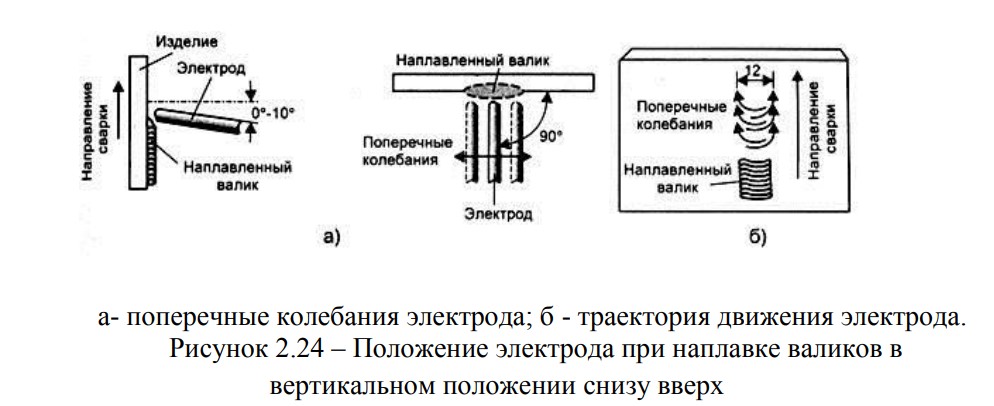 Изделие
Электрод
0°-10°
Направление
сварки
Наплавленный
валик
Наплавленный валик
Поперечные
колебания
90°
Электрод
а)
12
Поперечные
колебания
Наплавленный
валик
Направление
сварки
б)
а- поперечные колебания электрода; б - траектория движения электрода.
Рисунок 2.24 – Положение электрода при наплавке валиков в
вертикальном положении снизу вверх